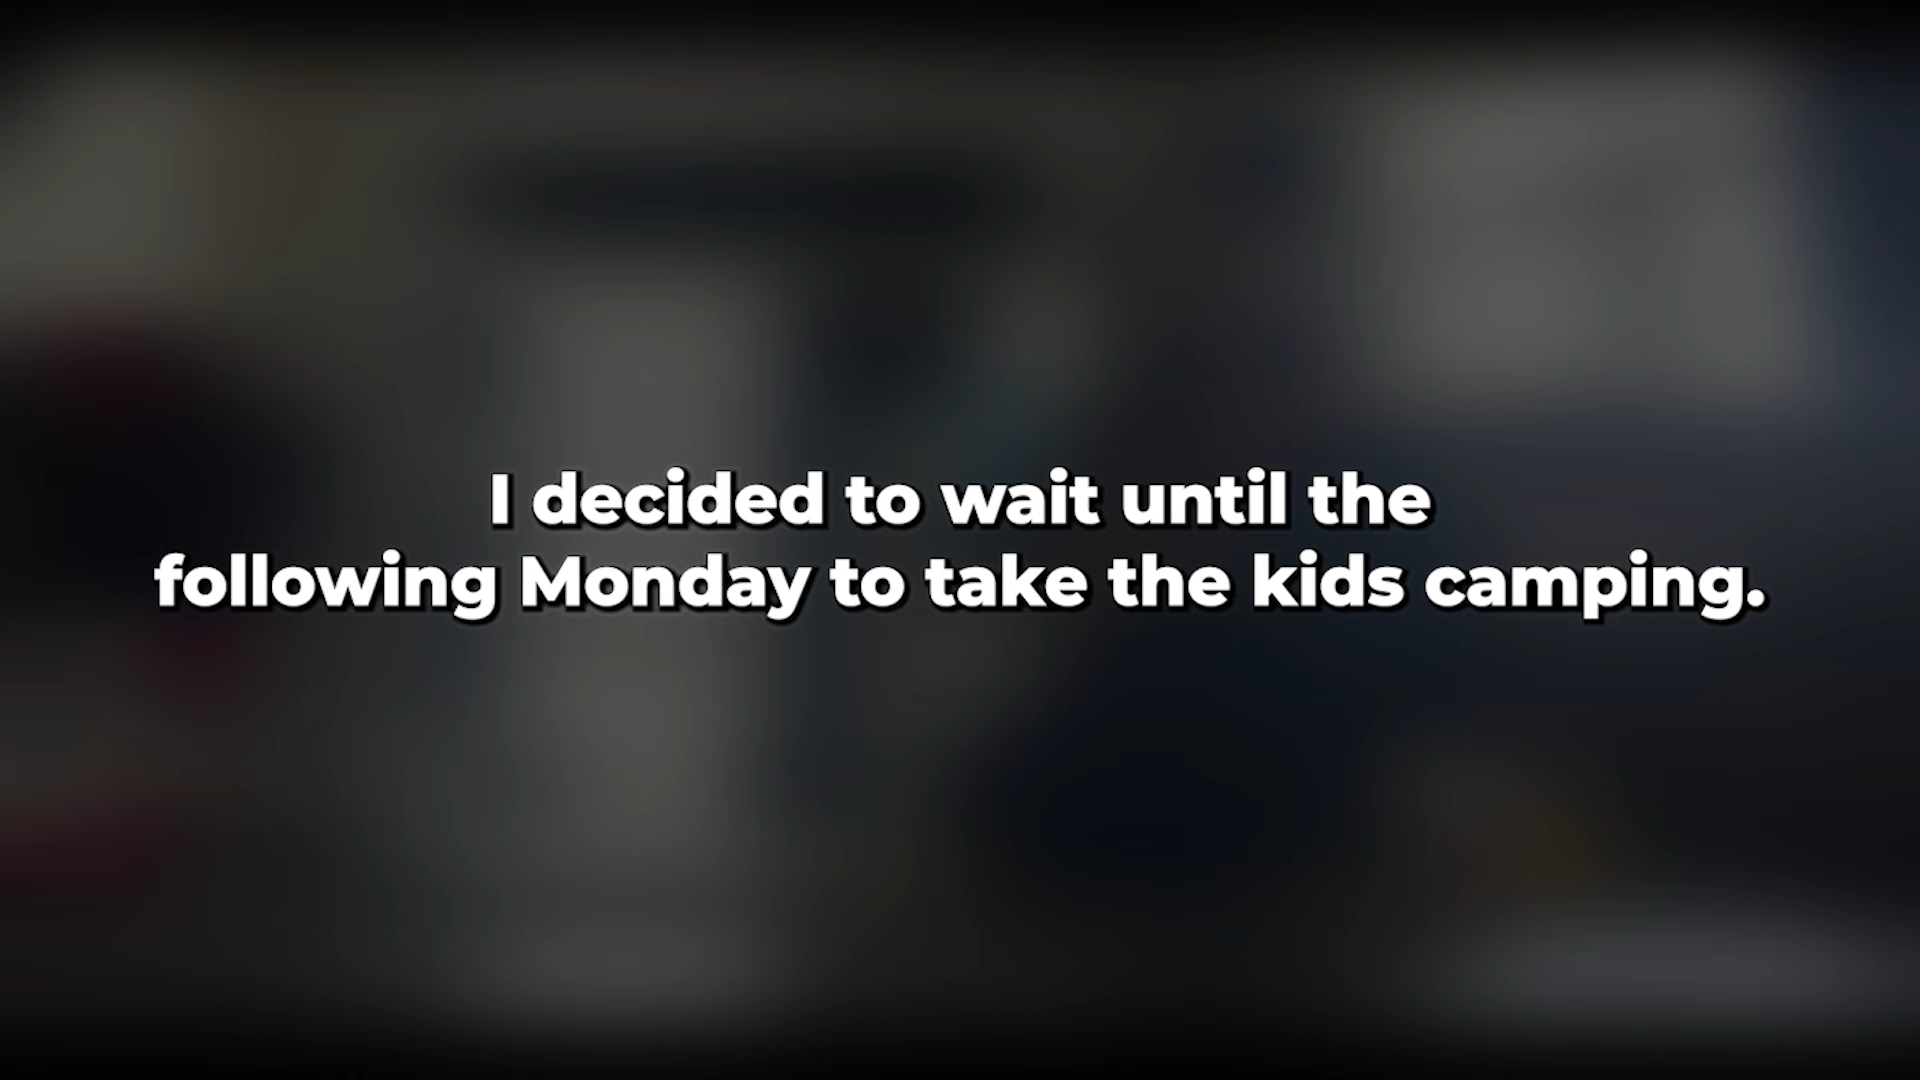 I decided to wait until the
following Monday to take the kids camping.